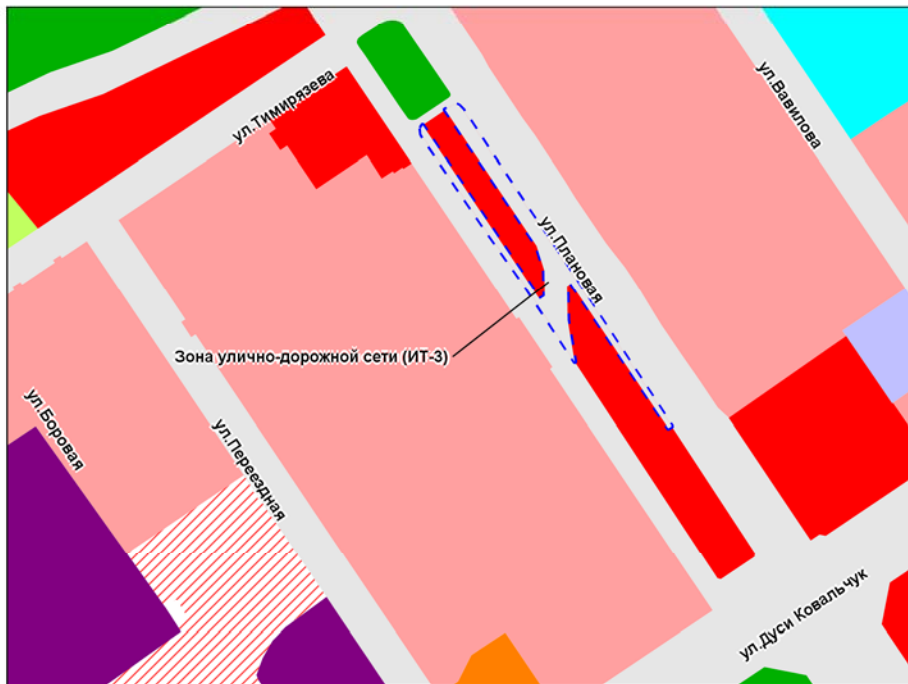 ул.Тимирязева
ул.Вавилова
ул.Плановая
Зона улично-дорожной сети (ИТ-3)
ул.Боровая
ул.Переездная
ул.Дуси Ковальчук